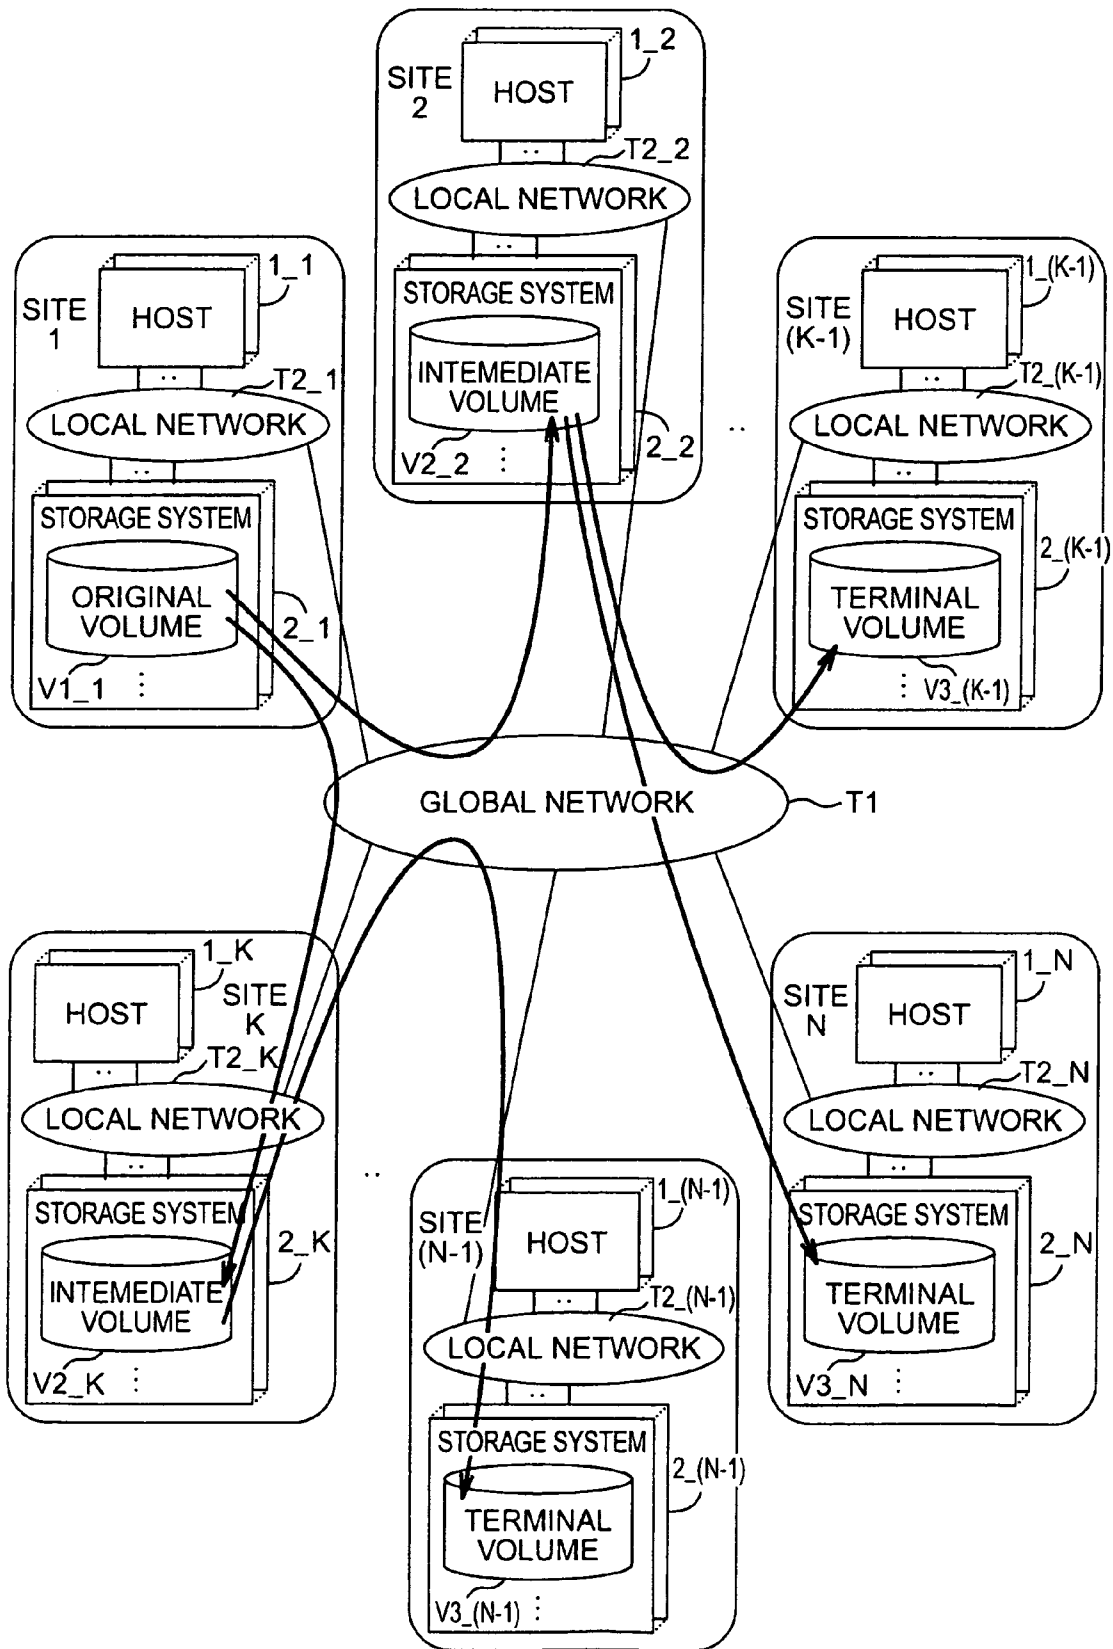 SITE
2
HOST
1_2
T2_2
LOCAL NETWORK
STORAGE SYSTEM
INTEMEDIATE
VOLUME
V2_2
2_2
SITE
1
HOST
1_1
T2_1
LOCAL NETWORK
STORAGE SYSTEM
ORIGINAL
VOLUME
V1_1
2_1
SITE
(K-1)
HOST
1_(K-1)
T2_(K-1)
LOCAL NETWORK
STORAGE SYSTEM
TERMINAL
VOLUME
V3_(K-1)
2_(K-1)
GLOBAL NETWORK
T1
SITE
K
HOST
1_K
T2_K
LOCAL NETWORK
STORAGE SYSTEM
INTEMEDIATE
VOLUME
V2_K
2_K
SITE
(N-1)
HOST
1_(N-1)
T2_(N-1)
LOCAL NETWORK
STORAGE SYSTEM
TERMINAL
VOLUME
V3_(N-1)
2_(N-1)
SITE
N
HOST
1_N
T2_N
LOCAL NETWORK
STORAGE SYSTEM
TERMINAL
VOLUME
V3_N
2_N